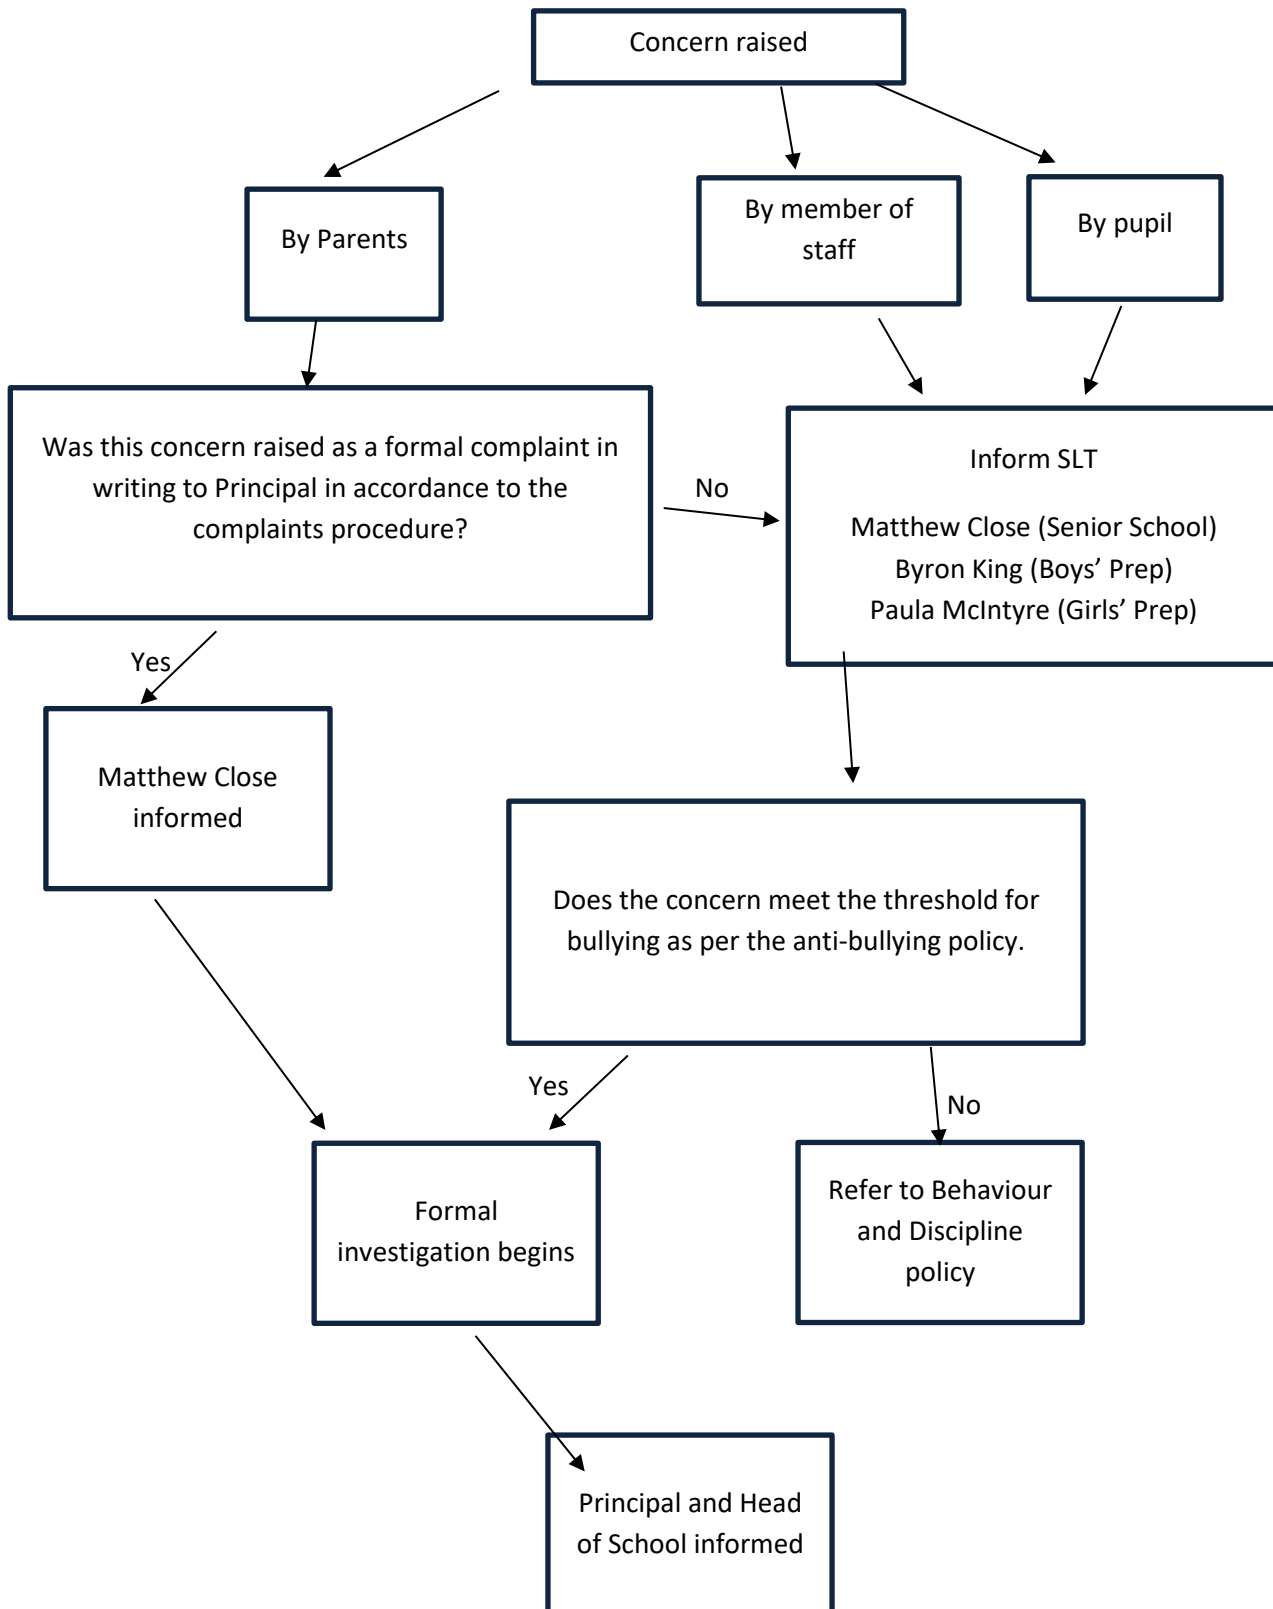 Concern raised
By Parents
By member of
staff
By pupil
Was this concern raised as a formal complaint in
writing to Principal in accordance to the
complaints procedure?
No
Inform SLT
Matthew Close (Senior School)
Byron King (Boys’ Prep)
Paula McIntyre (Girls’ Prep)
Yes
Matthew Close
informed
Does the concern meet the threshold for
bullying as per the anti-bullying policy.
Yes
No
Formal
investigation begins
Refer to Behaviour
and Discipline
policy
Principal and Head
of School informed